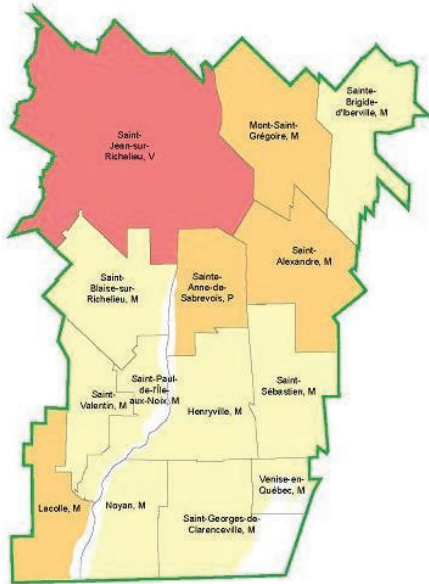 Saint-
Jean-sur-
Richelieu, V
Mont-Saint-
Grégoire, M
Sainte-
Brigide-
d'Iberville, M
Saint-
Alexandre, M
Sainte-
Anne-de-
Sabrevois, P
Saint-
Blaise-sur-
Richelieu, M
Saint-Paul-
de-l'Île-
aux-Noix, M
Saint-
Valentin, M
Henryville, M
Saint-
Sébastien, M
Lacolle, M
Noyan, M
Saint-Georges-de-
Clarenceville, M
Venise-en-
Québec, M